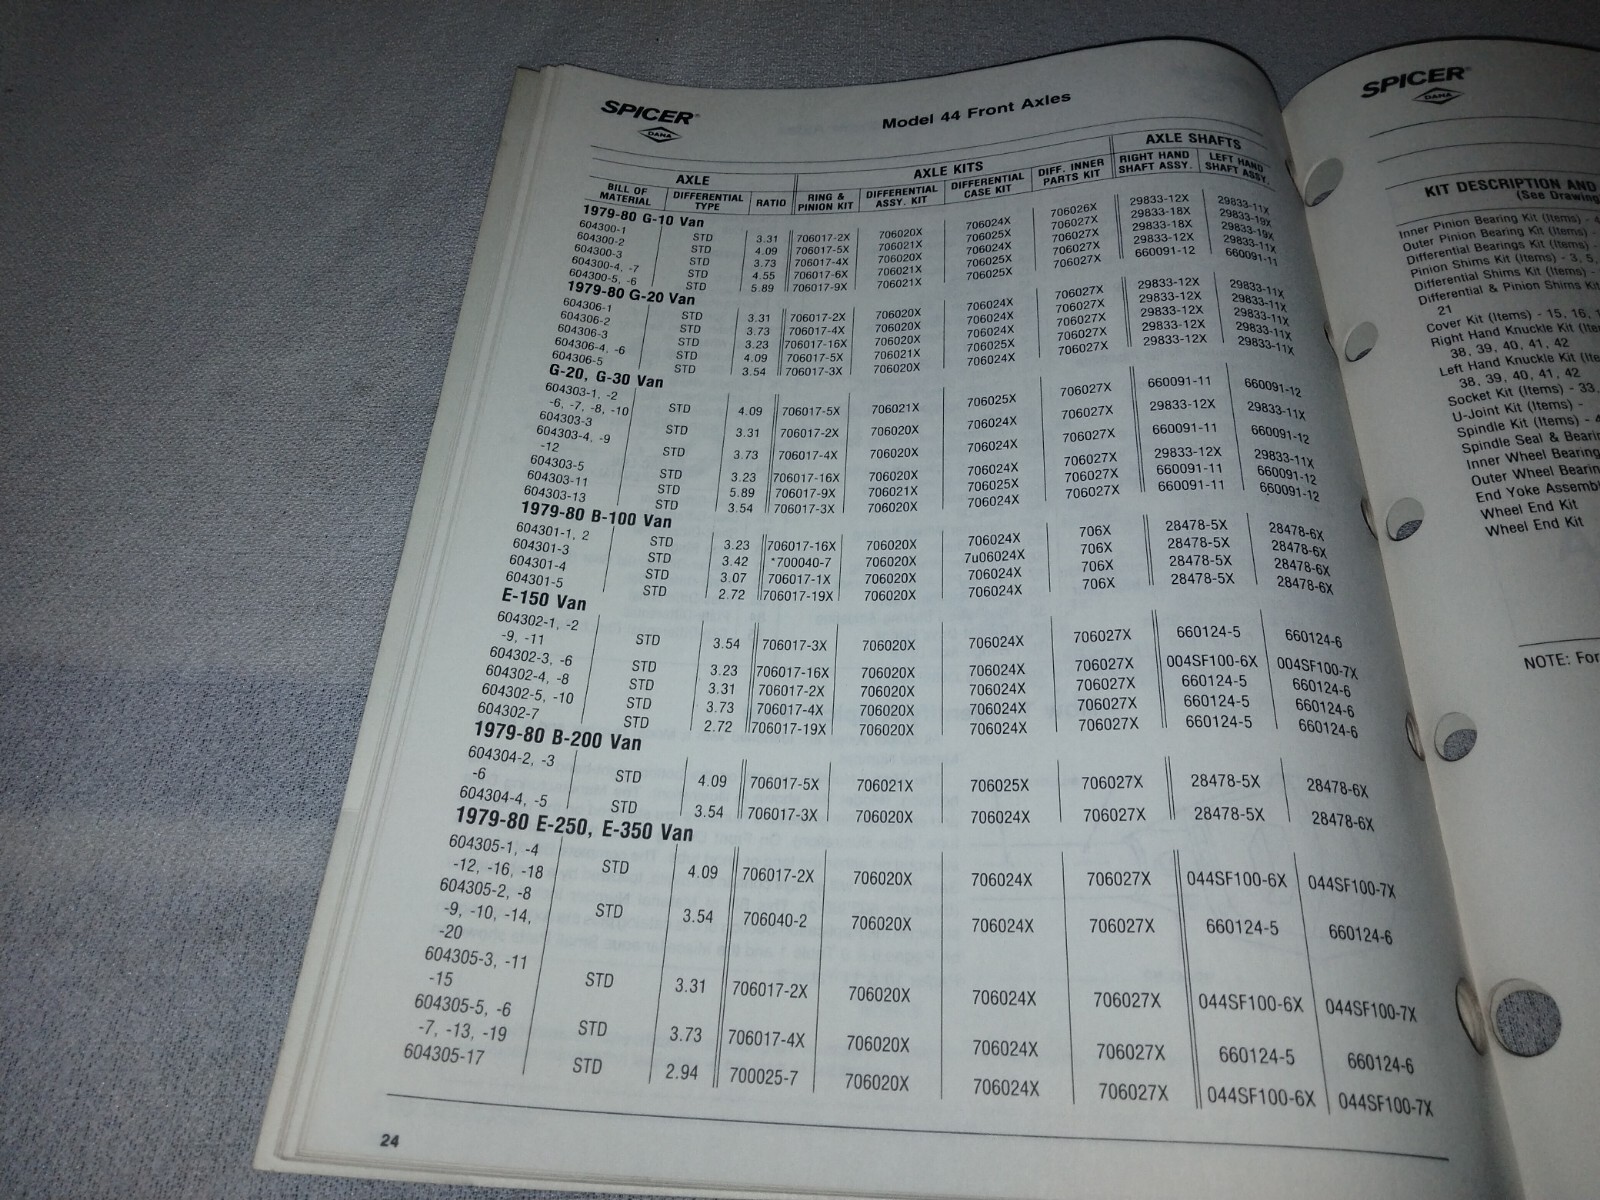 SPICER®
DANA
Model 44 Front Axles
AXLE AXLE KITS AXLE SHAFTS
BILL OF MATERIAL DIFFERENTIAL TYPE RATIO RING & PINION KIT DIFFERENTIAL ASSY. KIT DIFFERENTIAL CASE KIT DIFF. INNER PARTS KIT RIGHT HAND SHAFT ASSY. LEFT HAND SHAFT ASSY.
1979-80 G-10 Van
604300-1 STD 3.31 706017-2X 706020X 706024X 706026X 29833-12X 29833-11X
604300-2 STD 4.09 706017-5X 706021X 706025X 706027X 29833-18X 29833-19X
604300-3 STD 3.73 706017-4X 706020X 706024X 706027X 29833-18X 29833-19X
604300-4, -7 STD 4.55 706017-6X 706021X 706025X 706027X 29833-12X 29833-11X
604300-5, -6 STD 5.89 706017-9X 706021X 706025X 706027X 660091-12 660091-11
1979-80 G-20 Van
604306-1 STD 3.31 706017-2X 706020X 706024X 706027X 29833-12X 29833-11X
604306-2 STD 3.73 706017-4X 706020X 706024X 706027X 29833-12X 29833-11X
604306-3 STD 3.23 706017-16X 706020X 706024X 706027X 29833-12X 29833-11X
604306-4, -6 STD 4.09 706017-5X 706021X 706025X 706027X 29833-12X 29833-11X
604306-5 STD 3.54 706017-3X 706020X 706024X 706027X 29833-12X 29833-11X
G-20, G-30 Van
604303-1, -2
-6, -7, -8, -10 STD 4.09 706017-5X 706021X 706025X 706027X 660091-11 660091-12
604303-3 STD 3.31 706017-2X 706020X 706024X 706027X 29833-12X 29833-11X
604303-4, -9
-12 STD 3.73 706017-4X 706020X 706024X 706027X 660091-11 660091-12
604303-5 STD 3.23 706017-16X 706020X 706024X 706027X 29833-12X 29833-11X
604303-11 STD 5.89 706017-9X 706021X 706025X 706027X 660091-11 660091-12
604303-13 STD 3.54 706017-3X 706020X 706024X 706027X 660091-11 660091-12
1979-80 B-100 Van
604301-1, 2 STD 3.23 706017-16X 706020X 706024X 706X 28478-5X 28478-6X
604301-3 STD 3.42 *700040-7 706020X 7u06024X 706X 28478-5X 28478-6X
604301-4 STD 3.07 706017-1X 706020X 706024X 706X 28478-5X 28478-6X
604301-5 STD 2.72 706017-19X 706020X 706024X 706X 28478-5X 28478-6X
E-150 Van
604302-1, -2
-9, -11 STD 3.54 706017-3X 706020X 706024X 706027X 660124-5 660124-6
604302-3, -6 STD 3.23 706017-16X 706020X 706024X 706027X 004SF100-6X 004SF100-7X
604302-4, -8 STD 3.31 706017-2X 706020X 706024X 706027X 660124-5 660124-6
604302-5, -10 STD 3.73 706017-4X 706020X 706024X 706027X 660124-5 660124-6
604302-7 STD 2.72 706017-19X 706020X 706024X 706027X 660124-5 660124-6
1979-80 B-200 Van
604304-2, -3
-6 STD 4.09 706017-5X 706021X 706025X 706027X 28478-5X 28478-6X
604304-4, -5 STD 3.54 706017-3X 706020X 706024X 706027X 28478-5X 28478-6X
1979-80 E-250, E-350 Van
604305-1, -4
-12, -16, -18 STD 4.09 706017-2X 706020X 706024X 706027X 044SF100-6X 044SF100-7X
604305-2, -8
-9, -10, -14, STD 3.54 706040-2 706020X 706024X 706027X 660124-5 660124-6
-20
604305-3, -11
-15 STD 3.31 706017-2X 706020X 706024X 706027X 044SF100-6X 044SF100-7X
604305-5, -6
-7, -13, -19 STD 3.73 706017-4X 706020X 706024X 706027X 660124-5 660124-6
604305-17 STD 2.94 700025-7 706020X 706024X 706027X 044SF100-6X 044SF100-7X
24
SPICER®
DANA
KIT DESCRIPTION AND
(See Drawing
Inner Pinion Bearing Kit (Items) - 4
Outer Pinion Bearing Kit (Items) -
Differential Bearings Kit (Items) -
Pinion Shims Kit (Items) - 3, 5,
Differential Shims Kit (Items) -
Differential & Pinion Shims Kit
21
Cover Kit (Items) - 15, 16,
Right Hand Knuckle Kit (Ite
38, 39, 40, 41, 42
Left Hand Knuckle Kit (Ite
38, 39, 40, 41, 42
Socket Kit (Items) - 33,
U-Joint Kit (Items) -
Spindle Kit (Items) - 4
Spindle Seal & Bearin
Inner Wheel Bearing
Outer Wheel Bearin
End Yoke Assembl
Wheel End Kit
Wheel End Kit
NOTE: For